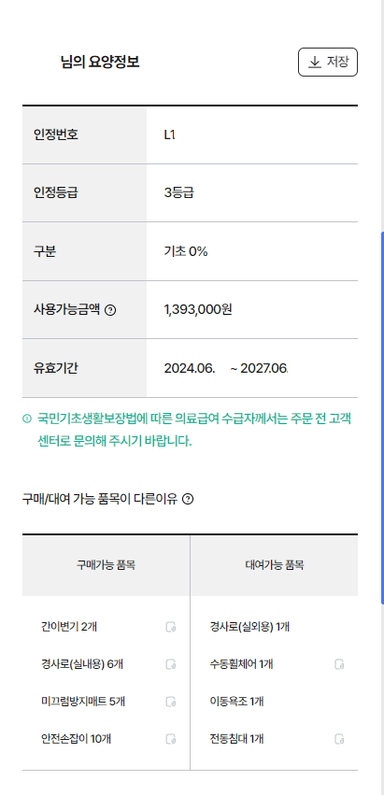 님의 요양정보
저장
인정번호 L1
인정등급 3등급
구분 기초 0%
사용가능금액 ? 1,393,000원
유효기간 2024.06. ~ 2027.06
국민기초생활보장법에 따른 의료급여 수급자께서는 주문 전 고객
센터로 문의해 주시기 바랍니다.
구매/대여 가능 품목이 다른이유 ?
구매가능 품목 대여가능 품목
간이변기 2개 경사로(실외용) 1개
경사로(실내용) 6개 수동휠체어 1개
미끄럼방지매트 5개 이동욕조 1개
안전손잡이 10개 전동침대 1개